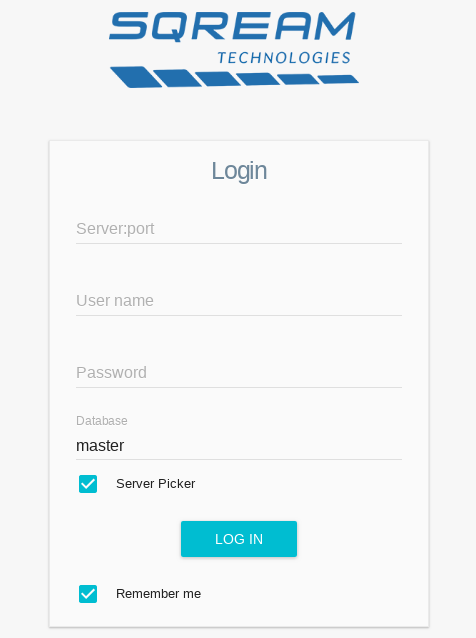 SQREAM
TECHNOLOGIES
Login
Server:port
User name
Password
Database
master
Server Picker
LOG IN
Remember me